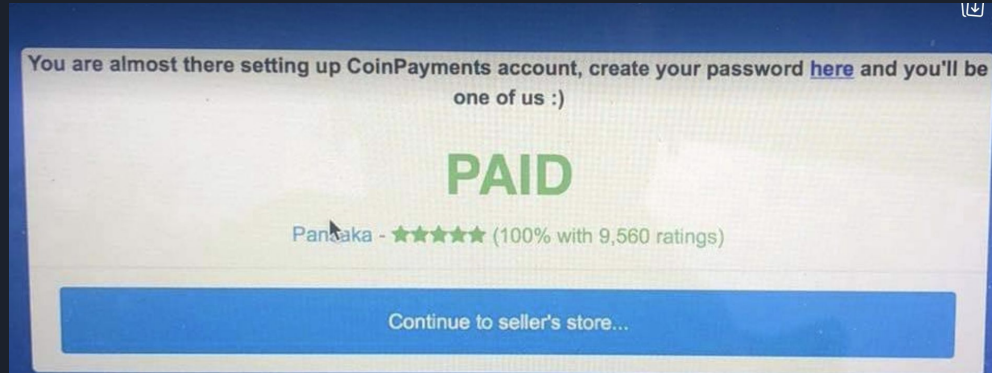 You are almost there setting up CoinPayments account, create your password here and you'll be
one of us :)
PAID
- ★★★★★ (100% with 9,560 ratings)
Continue to seller's store...